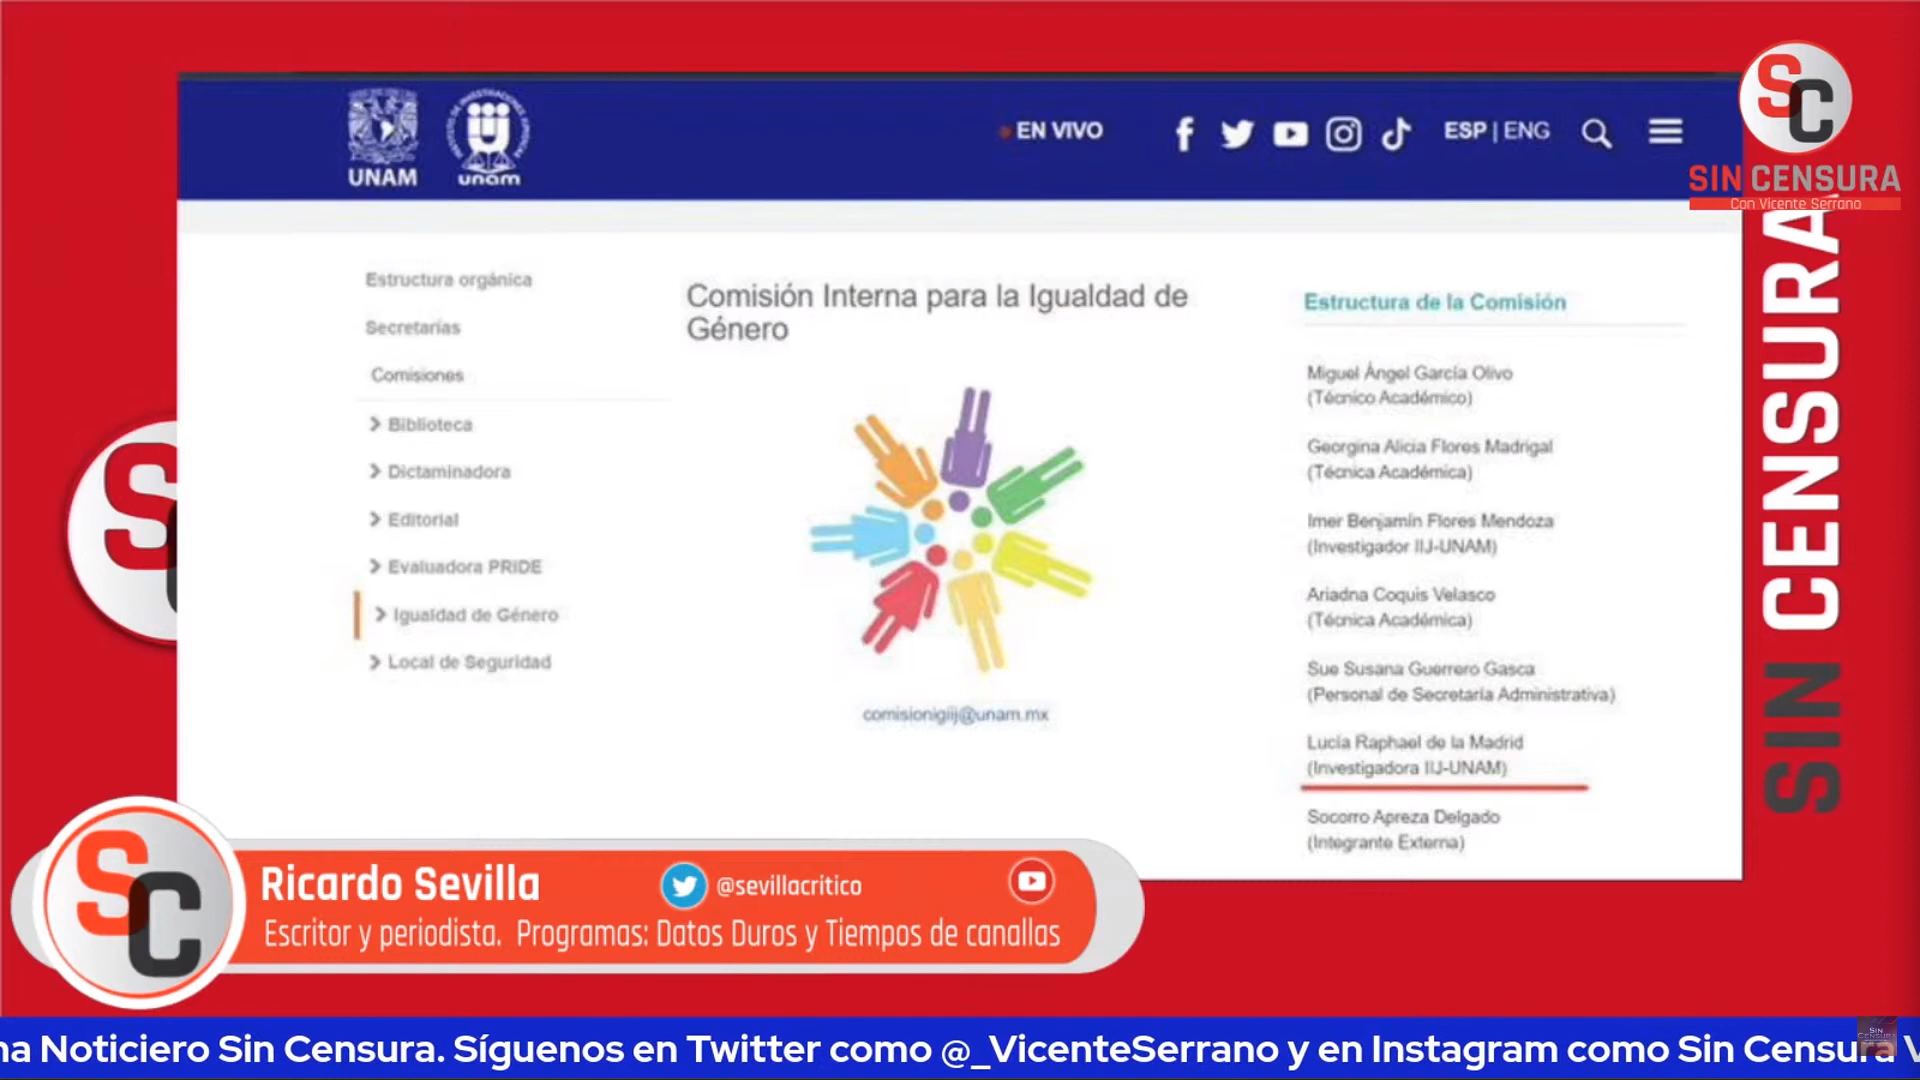 UNAM
unam
EN VIVO
ESP | ENG
SC
SIN CENSURA
Con Vicente Serrano
Estructura orgánica
Secretarías
Comisiones
Biblioteca
Dictaminadora
Editorial
Evaluadora PRIDE
Igualdad de Género
Local de Seguridad
Comisión Interna para la Igualdad de
Género
comisionigiij@unam.mx
Estructura de la Comisión
Miguel Ángel García Olivo
(Técnico Académico)
Georgina Alicia Flores Madrigal
(Técnica Académica)
Imer Benjamín Flores Mendoza
(Investigador IIJ-UNAM)
Ariadna Coquis Velasco
(Técnica Académica)
Sue Susana Guerrero Gasca
(Personal de Secretaría Administrativa)
Lucía Raphael de la Madrid
(Investigadora IIJ-UNAM)
Socorro Apreza Delgado
(Integrante Externa)
SIN CENSURA
S
SC
Ricardo Sevilla
@sevillacritico
Escritor y periodista. Programas: Datos Duros y Tiempos de canallas
na Noticiero Sin Censura. Síguenos en Twitter como @_VicenteSerrano y en Instagram como Sin Censura V
SIN
CENSURA